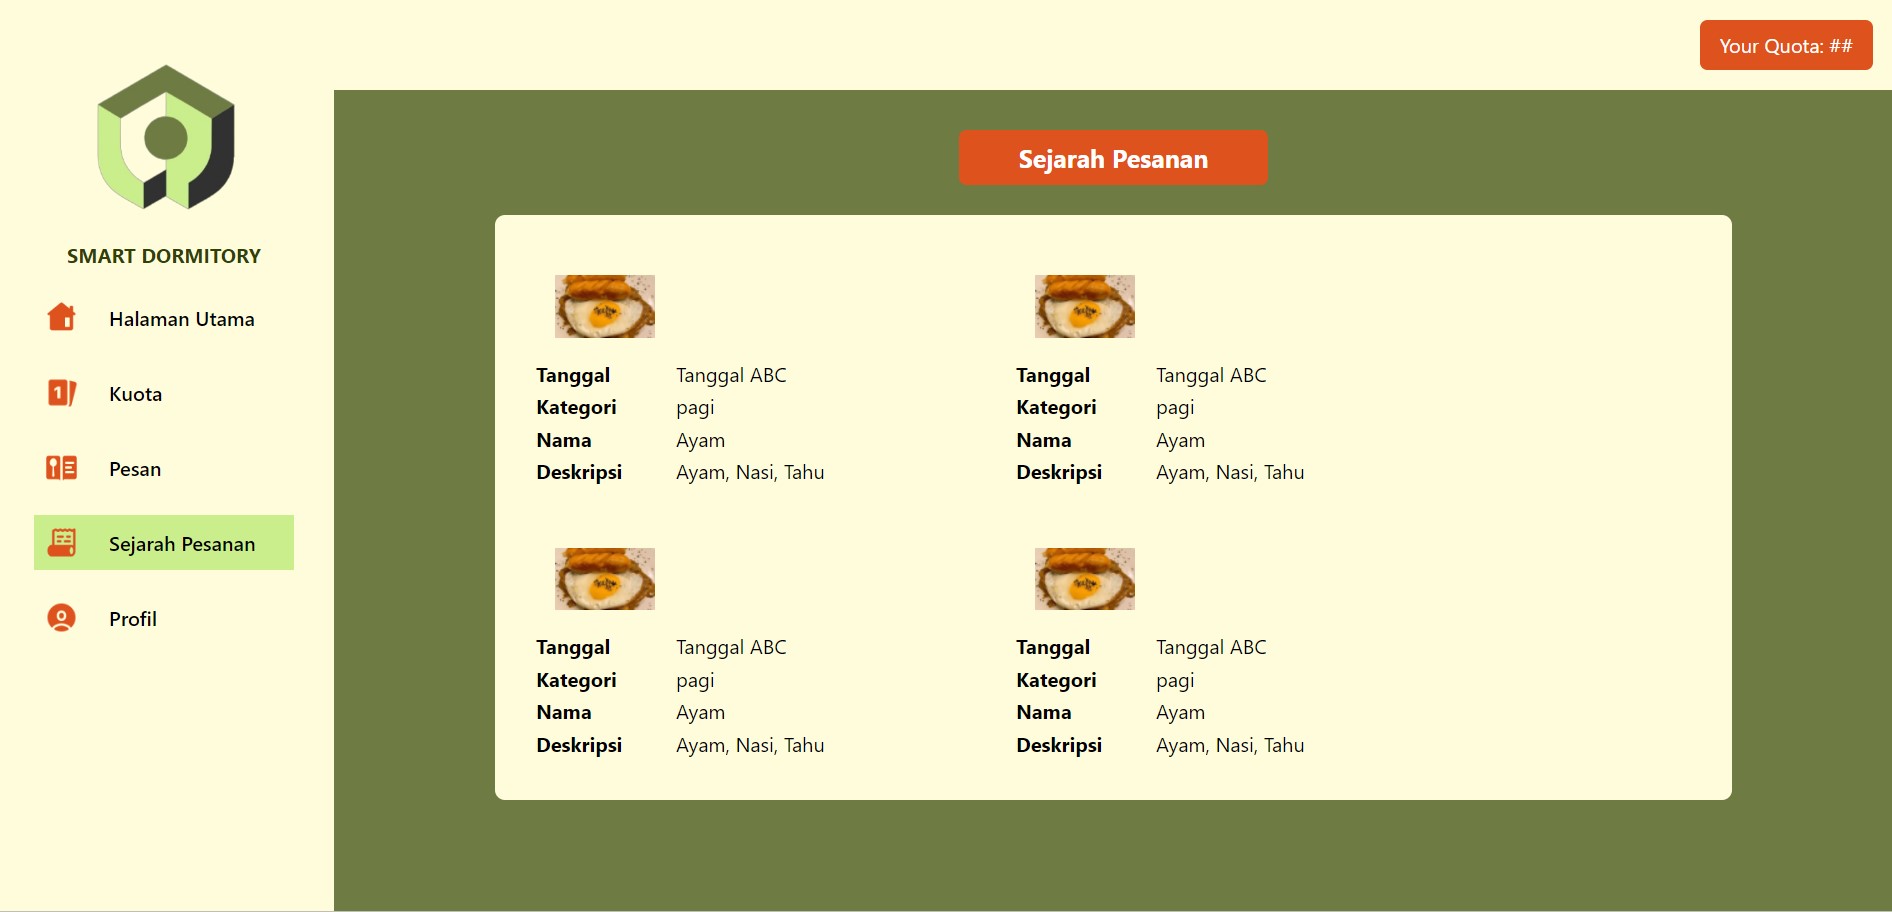 Your Quota: ##
SMART DORMITORY
Halaman Utama
Kuota
Pesan
Sejarah Pesanan
Profil
Sejarah Pesanan
Tanggal Tanggal ABC
Kategori pagi
Nama Ayam
Deskripsi Ayam, Nasi, Tahu
Tanggal Tanggal ABC
Kategori pagi
Nama Ayam
Deskripsi Ayam, Nasi, Tahu
Tanggal Tanggal ABC
Kategori pagi
Nama Ayam
Deskripsi Ayam, Nasi, Tahu
Tanggal Tanggal ABC
Kategori pagi
Nama Ayam
Deskripsi Ayam, Nasi, Tahu